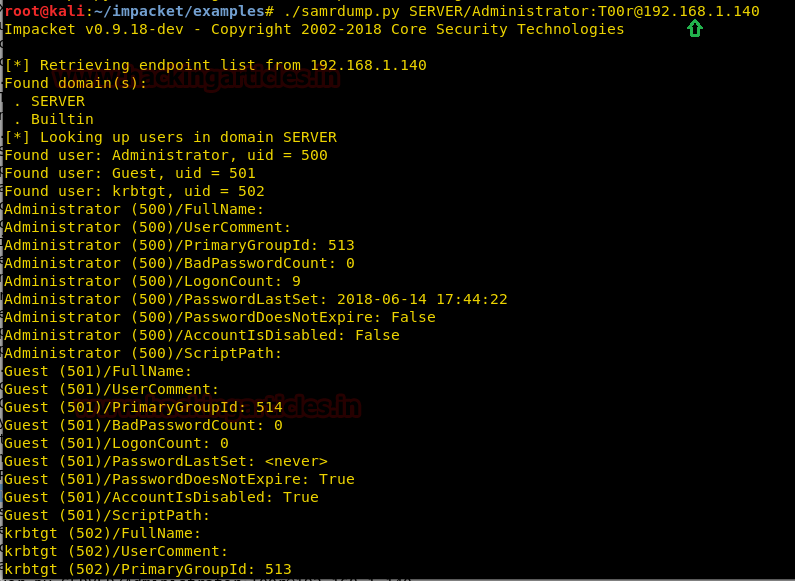 root@kali:~/impacket/examples# ./samrdump.py SERVER/Administrator:T00r@192.168.1.140
Impacket v0.9.18-dev - Copyright 2002-2018 Core Security Technologies
[*] Retrieving endpoint list from 192.168.1.140
Found domain(s):
. SERVER
. Builtin
[*] Looking up users in domain SERVER
Found user: Administrator, uid = 500
Found user: Guest, uid = 501
Found user: krbtgt, uid = 502
Administrator (500)/FullName:
Administrator (500)/UserComment:
Administrator (500)/PrimaryGroupId: 513
Administrator (500)/BadPasswordCount: 0
Administrator (500)/LogonCount: 9
Administrator (500)/PasswordLastSet: 2018-06-14 17:44:22
Administrator (500)/PasswordDoesNotExpire: False
Administrator (500)/AccountIsDisabled: False
Administrator (500)/ScriptPath:
Guest (501)/FullName:
Guest (501)/UserComment:
Guest (501)/PrimaryGroupId: 514
Guest (501)/BadPasswordCount: 0
Guest (501)/LogonCount: 0
Guest (501)/PasswordLastSet: <never>
Guest (501)/PasswordDoesNotExpire: True
Guest (501)/AccountIsDisabled: True
Guest (501)/ScriptPath:
krbtgt (502)/FullName:
krbtgt (502)/UserComment:
krbtgt (502)/PrimaryGroupId: 513